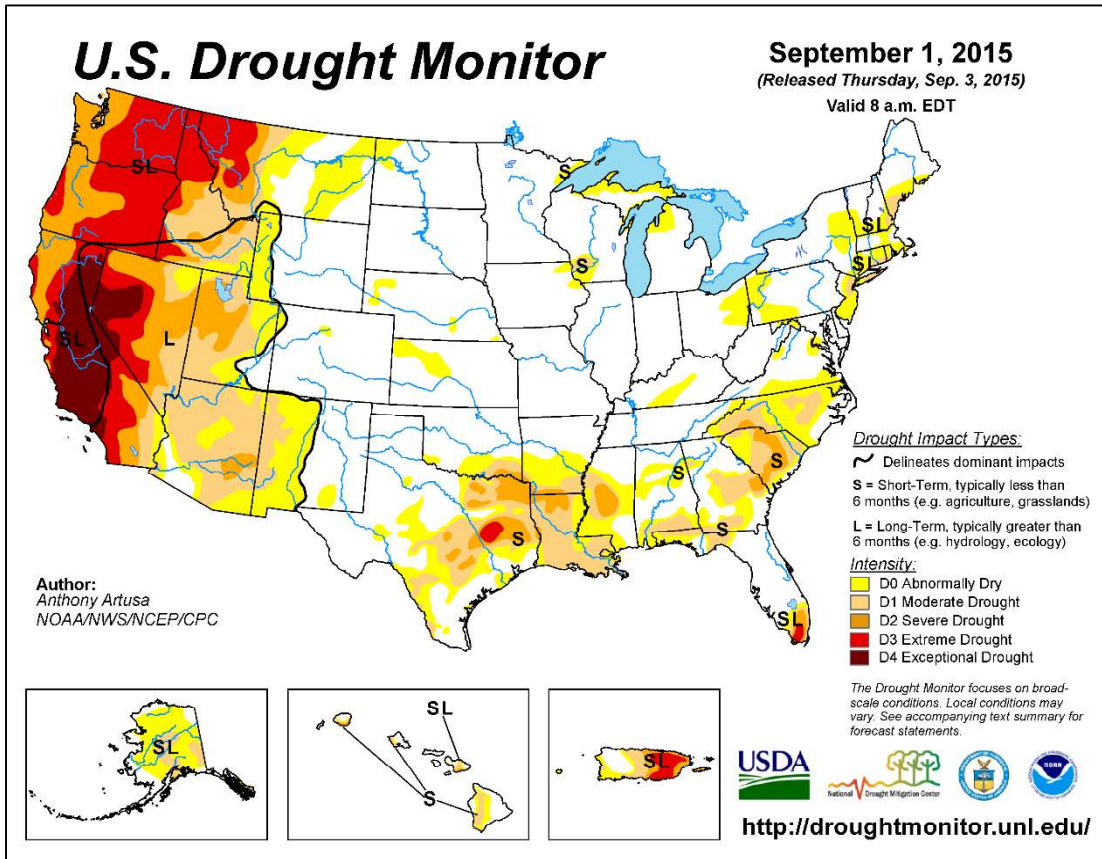 U.S. Drought Monitor
September 1, 2015
(Released Thursday, Sep. 3, 2015)
Valid 8 a.m. EDT
SL
S
S
SL
SL
SL
L
S
S
S
S
SL
Drought Impact Types:
Delineates dominant impacts
S = Short-Term, typically less than
6 months (e.g. agriculture, grasslands)
L = Long-Term, typically greater than
6 months (e.g. hydrology, ecology)
Intensity:
D0 Abnormally Dry
D1 Moderate Drought
D2 Severe Drought
D3 Extreme Drought
D4 Exceptional Drought
Author:
Anthony Artusa
NOAA/NWS/NCEP/CPC
The Drought Monitor focuses on broad-
scale conditions. Local conditions may
vary. See accompanying text summary for
forecast statements.
SL
SL
S
SL
USDA
National Drought Mitigation Center
NOAA
http://droughtmonitor.unl.edu/